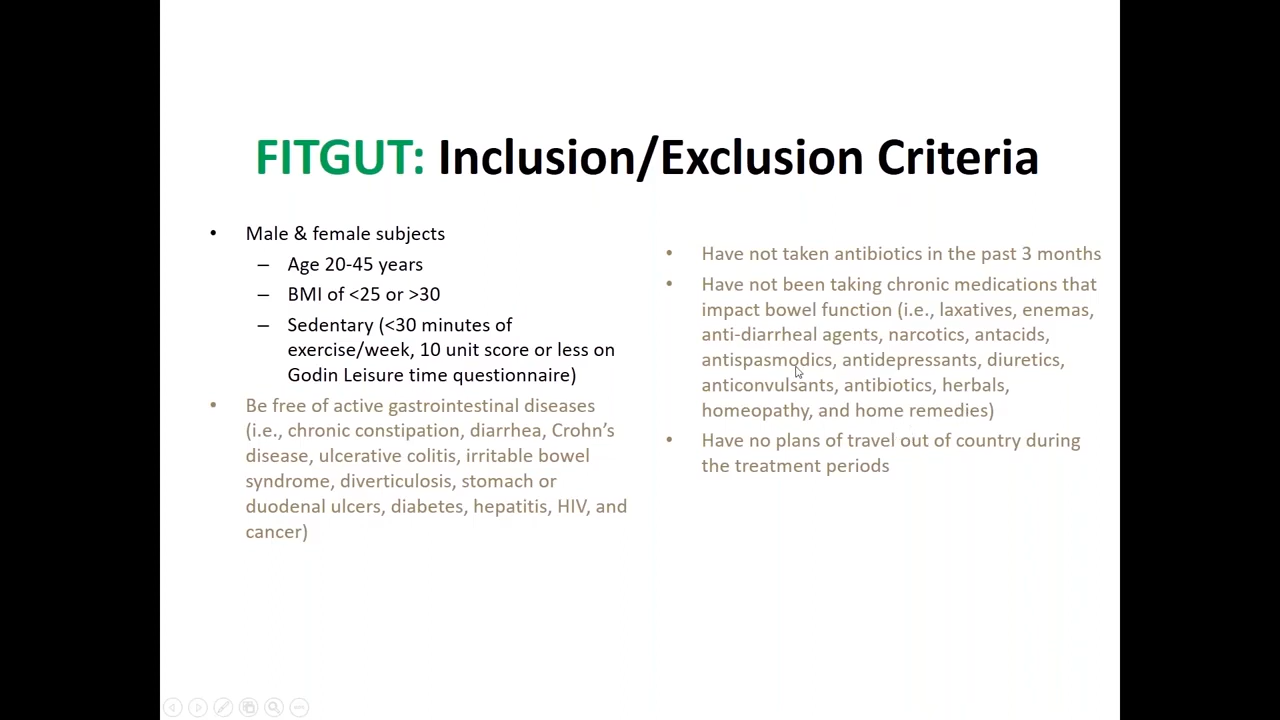 FITGUT: Inclusion/Exclusion Criteria
• Male & female subjects
– Age 20-45 years
– BMI of <25 or >30
– Sedentary (<30 minutes of
exercise/week, 10 unit score or less on
Godin Leisure time questionnaire)
• Be free of active gastrointestinal diseases
(i.e., chronic constipation, diarrhea, Crohn’s
disease, ulcerative colitis, irritable bowel
syndrome, diverticulosis, stomach or
duodenal ulcers, diabetes, hepatitis, HIV, and
cancer)
• Have not taken antibiotics in the past 3 months
• Have not been taking chronic medications that
impact bowel function (i.e., laxatives, enemas,
anti-diarrheal agents, narcotics, antacids,
antispasmodics, antidepressants, diuretics,
anticonvulsants, antibiotics, herbals,
homeopathy, and home remedies)
• Have no plans of travel out of country during
the treatment periods